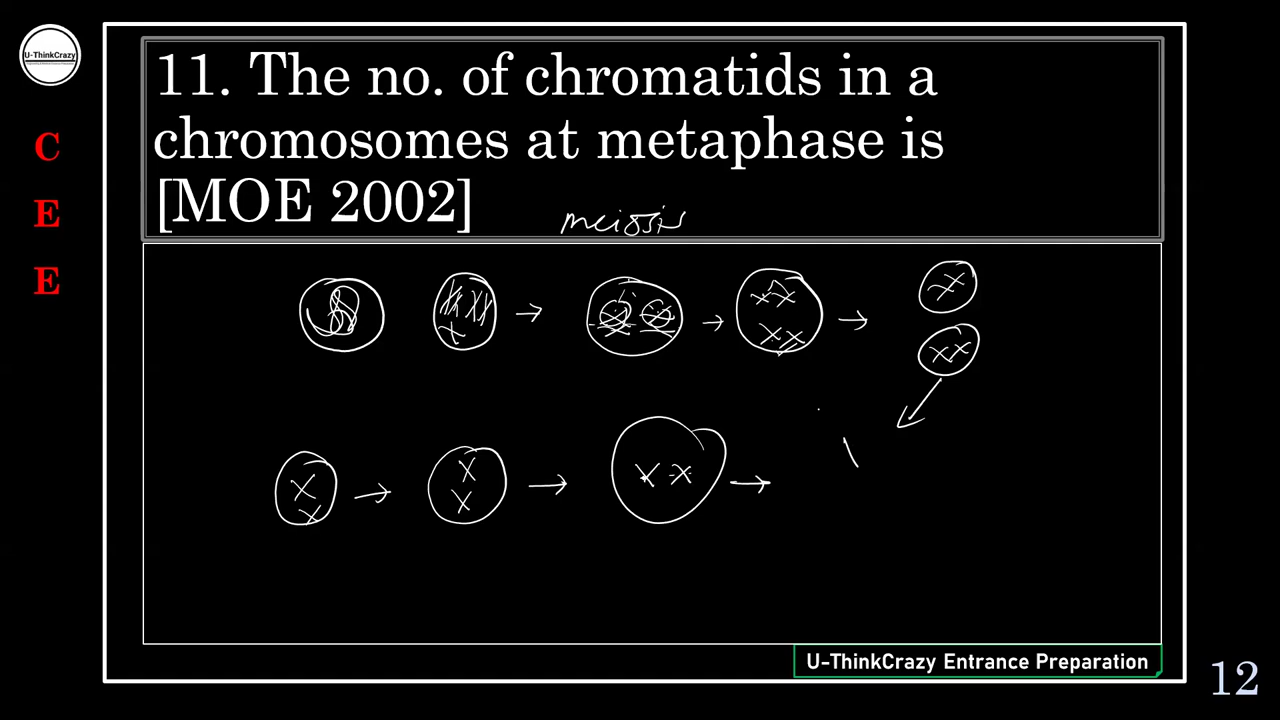 U-ThinkCrazy
C
E
E
11. The no. of chromatids in a
chromosomes at metaphase is
[MOE 2002]
meiosis
U-ThinkCrazy Entrance Preparation
12